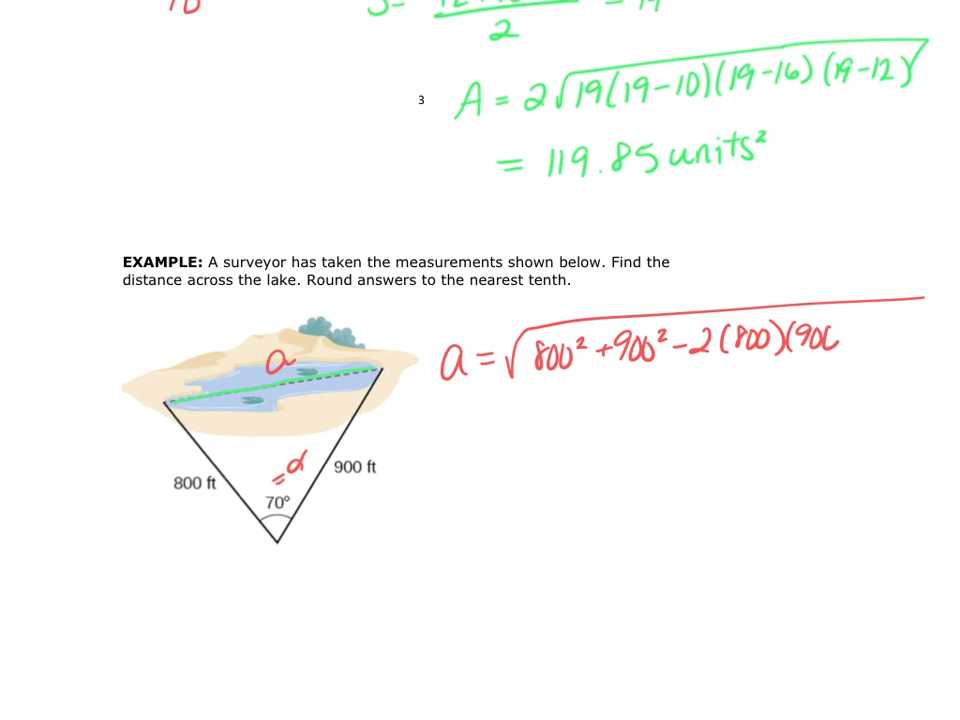 2
A = 2√19(19-10)(19-16)(19-12)
3
= 119.85 units²
EXAMPLE: A surveyor has taken the measurements shown below. Find the
distance across the lake. Round answers to the nearest tenth.
a = √800² + 900² - 2(800)(900
a
= α
900 ft
800 ft
70°